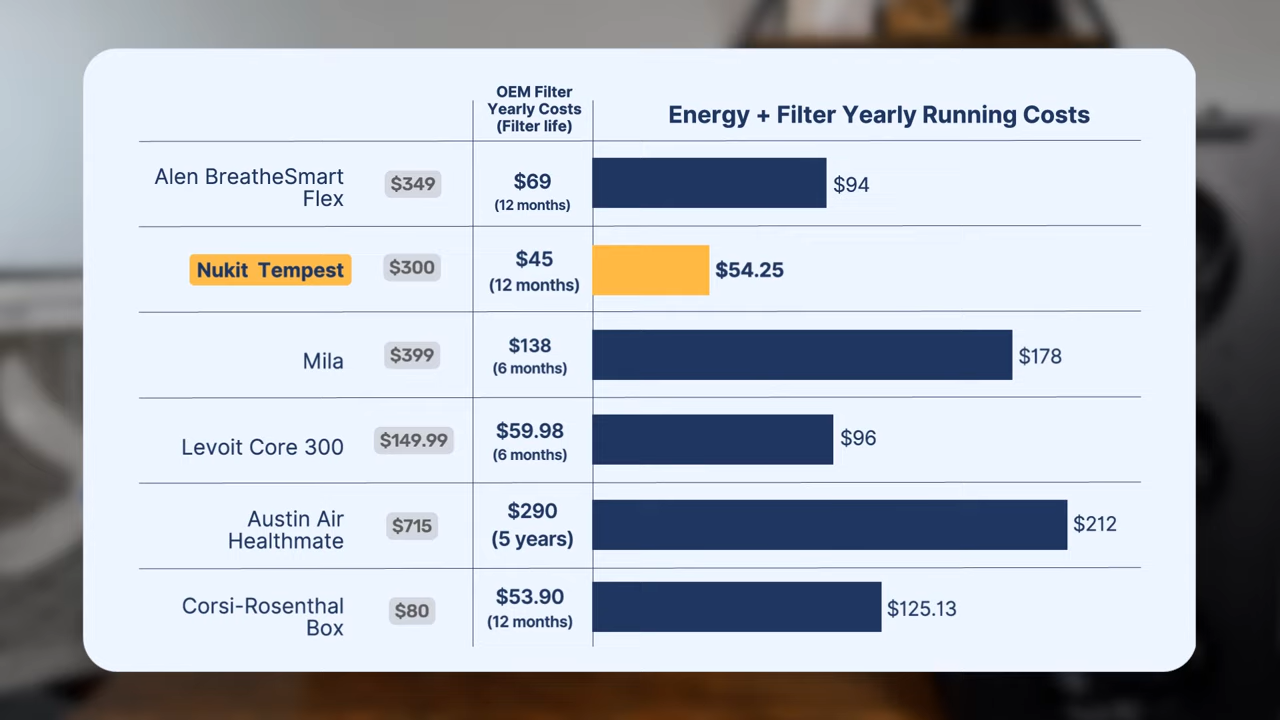 OEM Filter
Yearly Costs
(Filter life)
Energy + Filter Yearly Running Costs
Alen BreatheSmart
Flex
$349
$69
(12 months)
$94
Nukit Tempest
$300
$45
(12 months)
$54.25
Mila
$399
$138
(6 months)
$178
Levoit Core 300
$149.99
$59.98
(6 months)
$96
Austin Air
Healthmate
$715
$290
(5 years)
$212
Corsi-Rosenthal
Box
$80
$53.90
(12 months)
$125.13